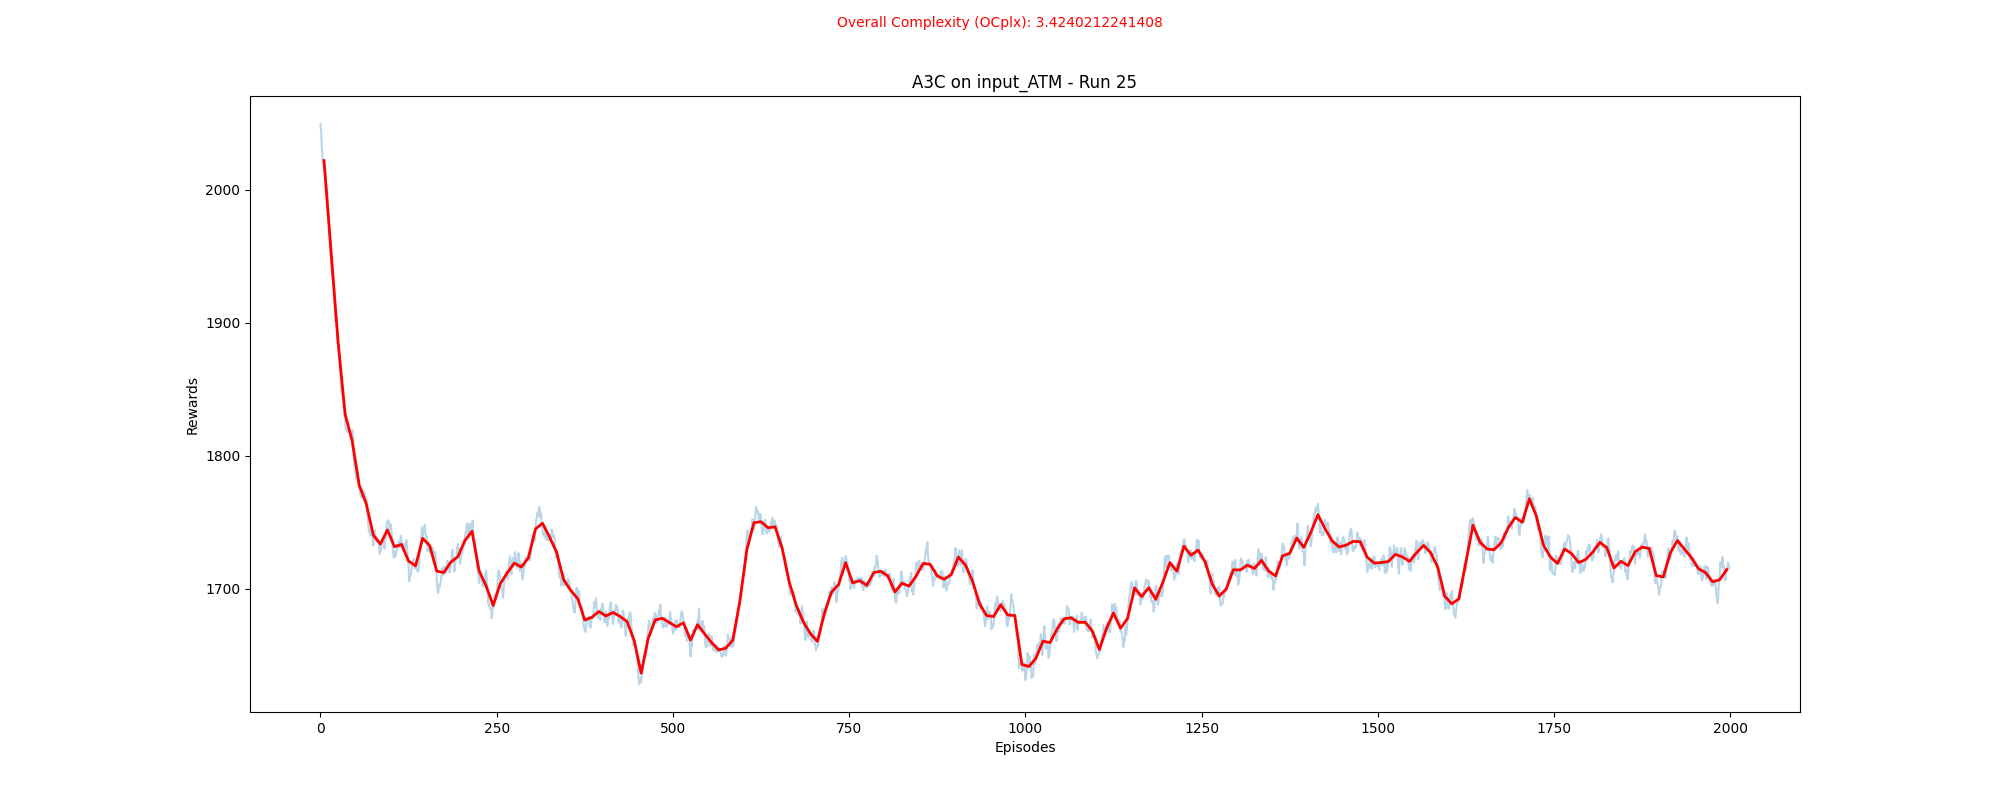 Overall Complexity (OCplx): 3.4240212241408
A3C on input_ATM - Run 25
Rewards
2000
1900
1800
1700
0 250 500 750 1000 1250 1500 1750 2000
Episodes